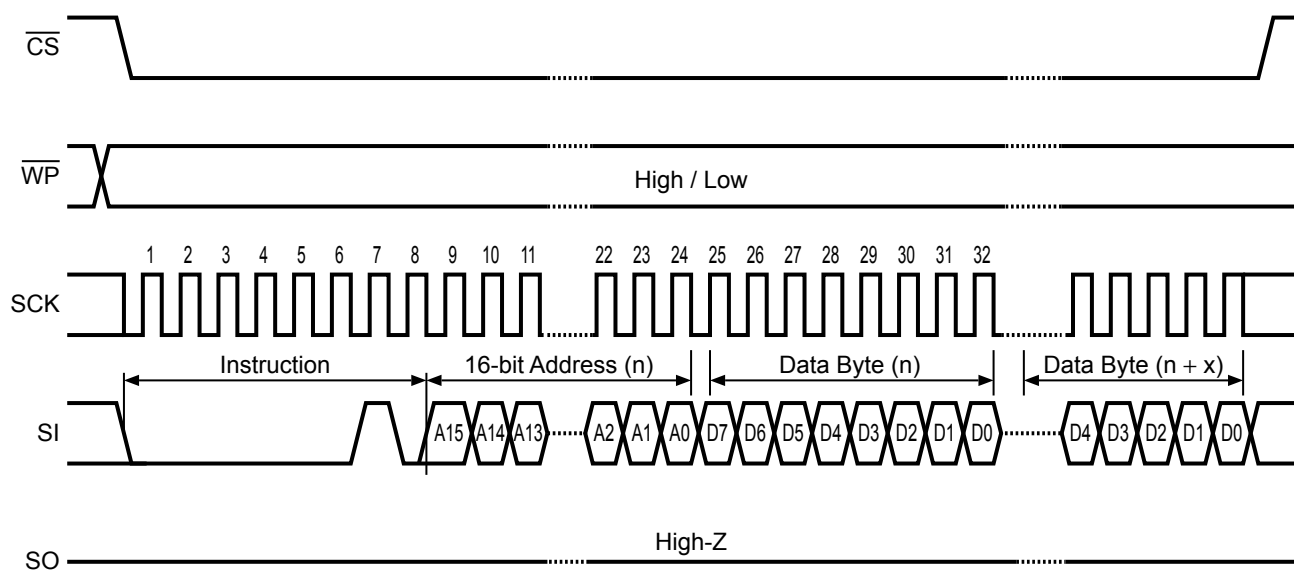 CS
WP
High / Low
1 2 3 4 5 6 7 8 9 10 11 22 23 24 25 26 27 28 29 30 31 32
SCK
Instruction 16-bit Address (n) Data Byte (n) Data Byte (n + x)
SI A15 A14 A13 A2 A1 A0 D7 D6 D5 D4 D3 D2 D1 D0 D4 D3 D2 D1 D0
High-Z
SO